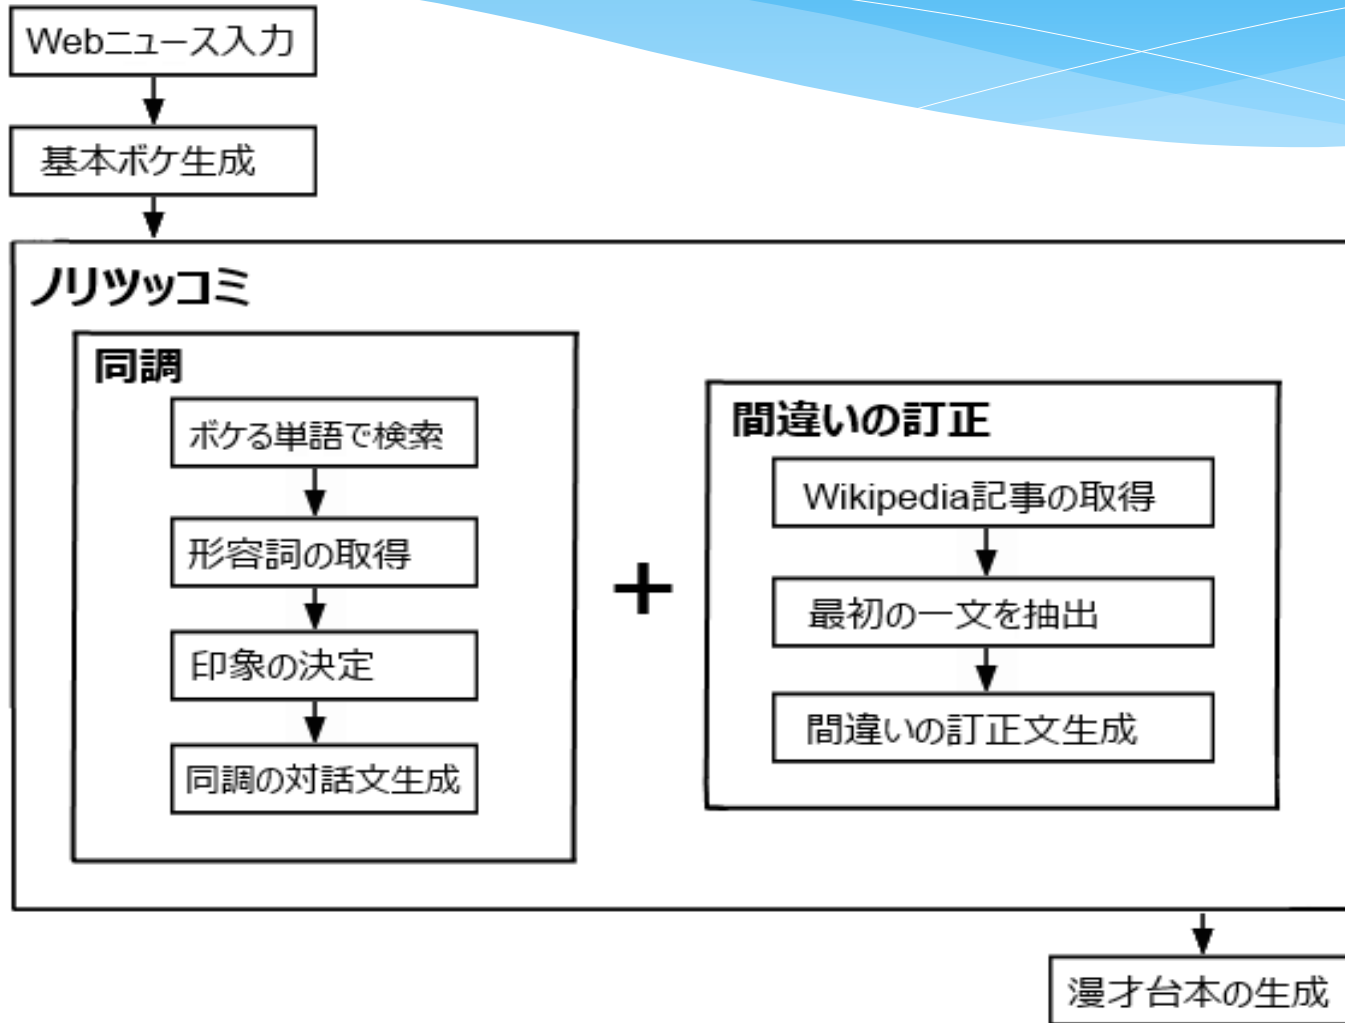 Webニュース入力
基本ボケ生成
ノリツッコミ
同調
ボケる単語で検索
形容詞の取得
印象の決定
同調の対話文生成
+
間違いの訂正
Wikipedia記事の取得
最初の一文を抽出
間違いの訂正文生成
漫才台本の生成